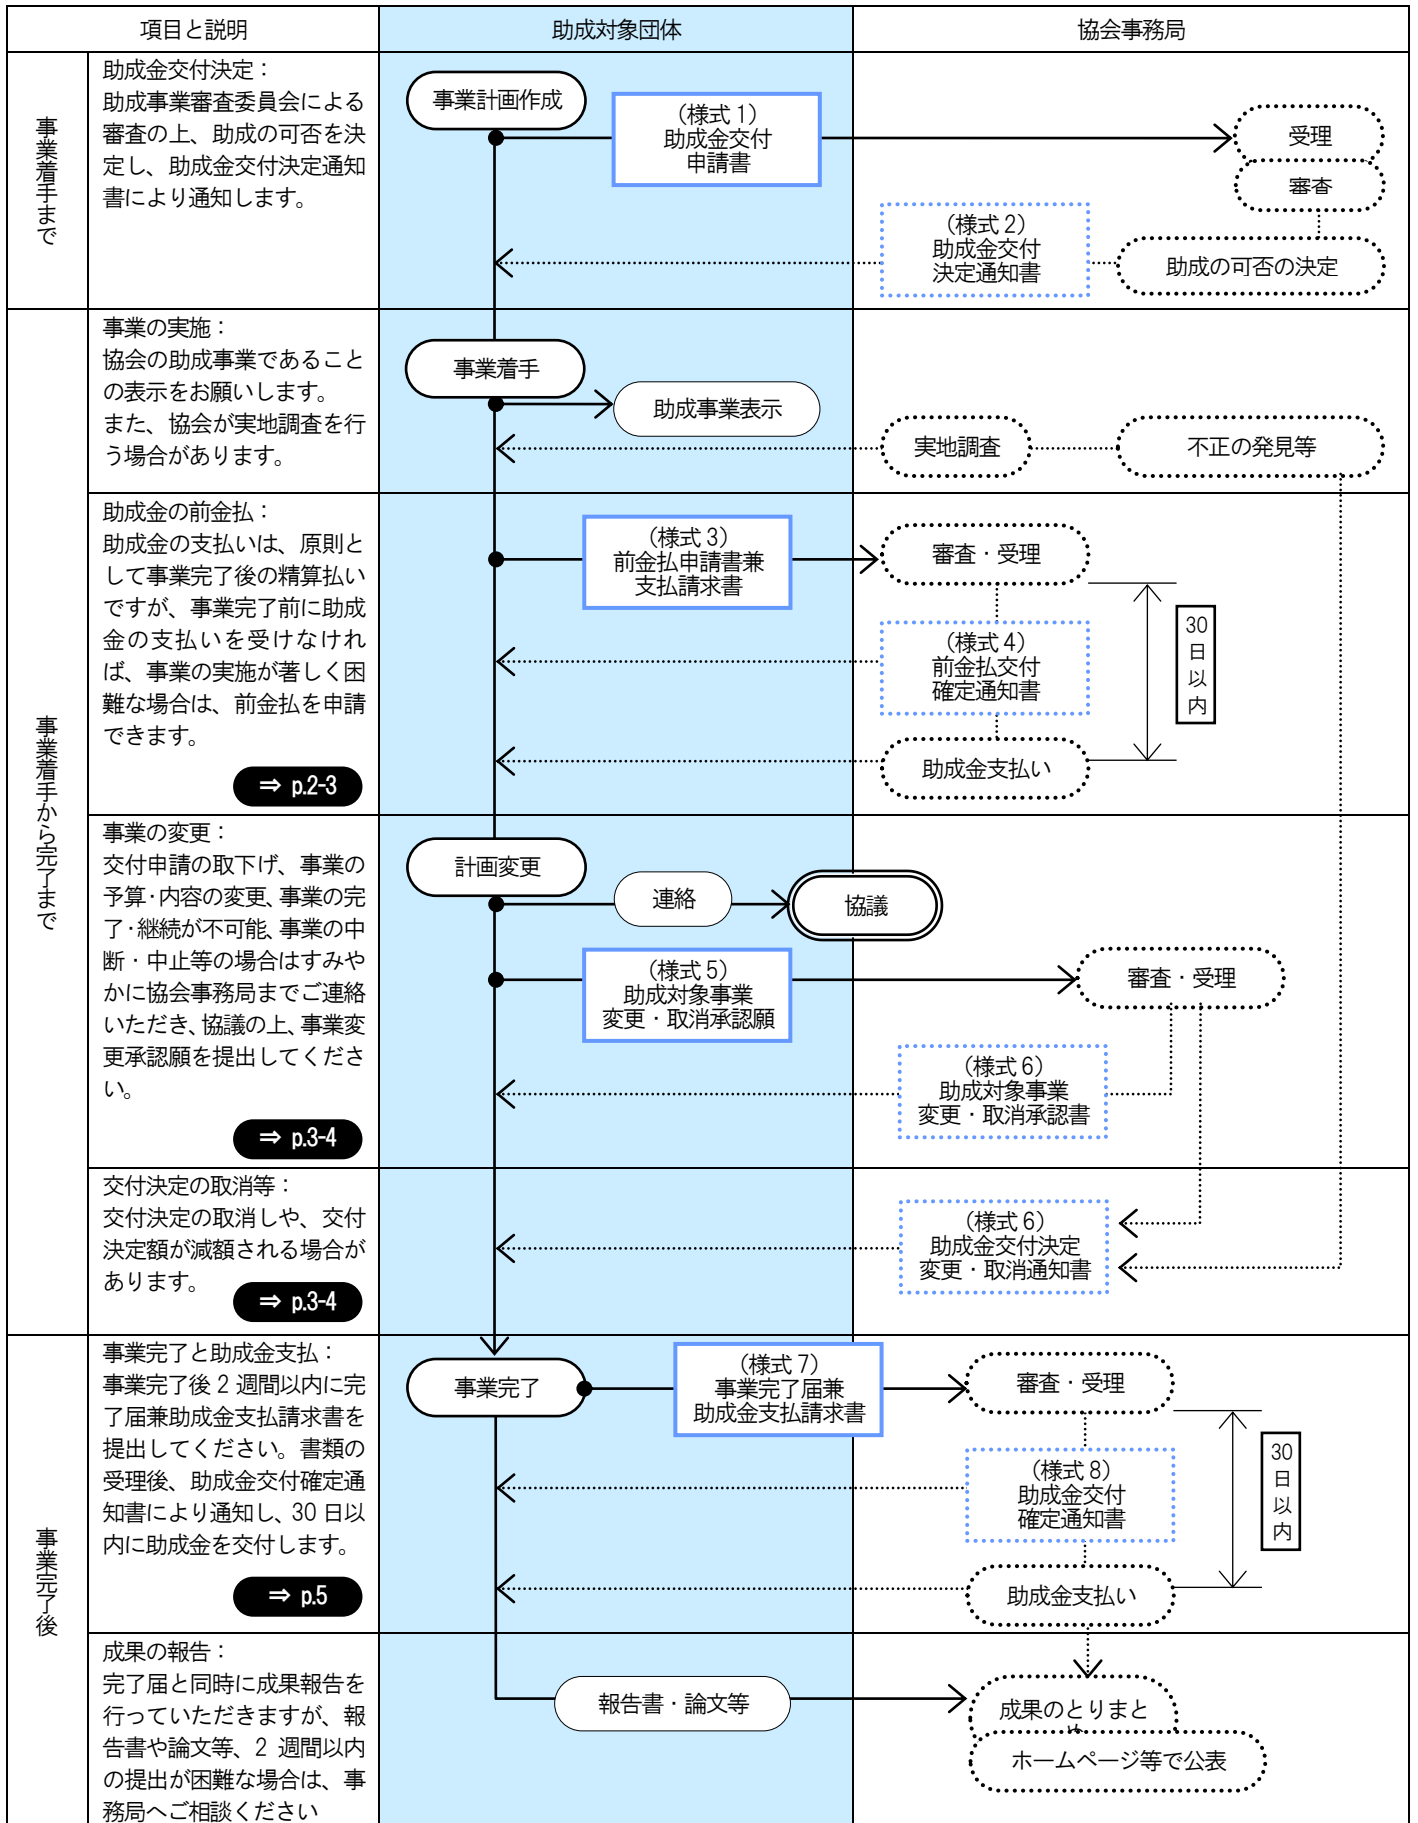 項目と説明
助成対象団体
協会事務局
事業着手まで
助成金交付決定：
助成事業審査委員会による
審査の上、助成の可否を決
定し、助成金交付決定通知
書により通知します。
事業計画作成
（様式 1）
助成金交付
申請書
受理
審査
（様式 2）
助成金交付
決定通知書
助成の可否の決定
事業着手から完了まで
事業の実施：
協会の助成事業であること
の表示をお願いします。
また、協会が実地調査を行
う場合があります。
事業着手
助成事業表示
実地調査
不正の発見等
助成金の前金払：
助成金の支払いは、原則と
して事業完了後の精算払い
ですが、事業完了前に助成
金の支払いを受けなけれ
ば、事業の実施が著しく困
難な場合は、前金払を申請
できます。
⇒ p.2-3
（様式 3）
前金払申請書兼
支払請求書
審査・受理
（様式 4）
前金払交付
確定通知書
助成金支払い
30
日
以
内
事業の変更：
交付申請の取下げ、事業の
予算・内容の変更、事業の完
了・継続が不可能、事業の中
断・中止等の場合はすみや
かに協会事務局までご連絡
いただき、協議の上、事業変
更承認願を提出してくださ
い。
⇒ p.3-4
計画変更
連絡
協議
（様式 5）
助成対象事業
変更・取消承認願
審査・受理
（様式 6）
助成対象事業
変更・取消承認書
交付決定の取消等：
交付決定の取消しや、交付
決定額が減額される場合が
あります。
⇒ p.3-4
（様式 6）
助成金交付決定
変更・取消通知書
事業完了後
事業完了と助成金支払：
事業完了後 2 週間以内に完
了届兼助成金支払請求書を
提出してください。書類の
受理後、助成金交付確定通
知書により通知し、30 日以
内に助成金を交付します。
⇒ p.5
事業完了
（様式 7）
事業完了届兼
助成金支払請求書
審査・受理
（様式 8）
助成金交付
確定通知書
助成金支払い
30
日
以
内
成果の報告：
完了届と同時に成果報告を
行っていただきますが、報
告書や論文等、2 週間以内
の提出が困難な場合は、事
務局へご相談ください
報告書・論文等
成果のとりまと
ホームページ等で公表